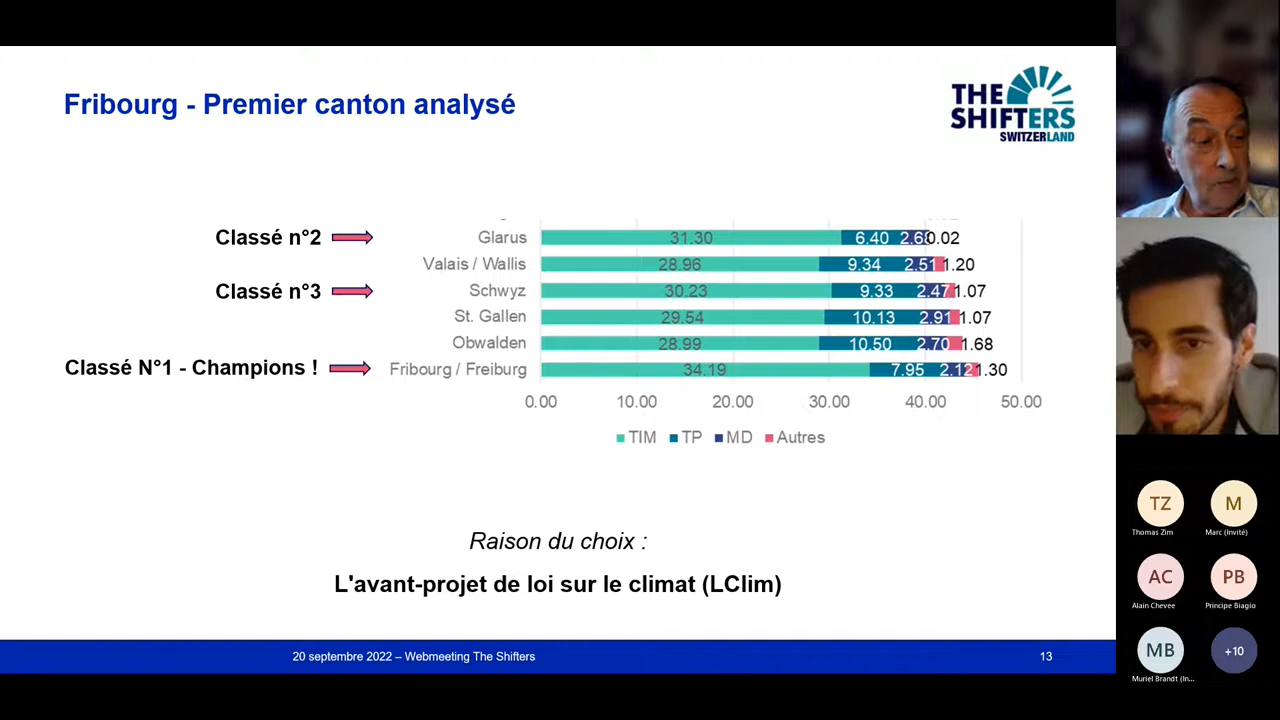 Fribourg - Premier canton analysé
THE
SHIFTERS
SWITZERLAND
Classé n°2
Glarus
31.30
6.40
0.02
Valais / Wallis
28.96
9.34
2.51
1.20
Classé n°3
Schwyz
30.23
9.33
2.47
1.07
St. Gallen
29.54
10.13
2.91
1.07
Obwalden
28.99
10.50
2.70
1.68
Classé N°1 - Champions !
Fribourg / Freiburg
34.19
7.95
2.12
1.30
0.00
10.00
20.00
30.00
40.00
50.00
TIM
TP
MD
Autres
Raison du choix :
L'avant-projet de loi sur le climat (LClim)
20 septembre 2022 – Webmeeting The Shifters
13
TZ
Thomas Zim
M
Marc (Invité)
AC
Alain Chevee
PB
Principe Biagio
MB
Muriel Brandt (In...
+10